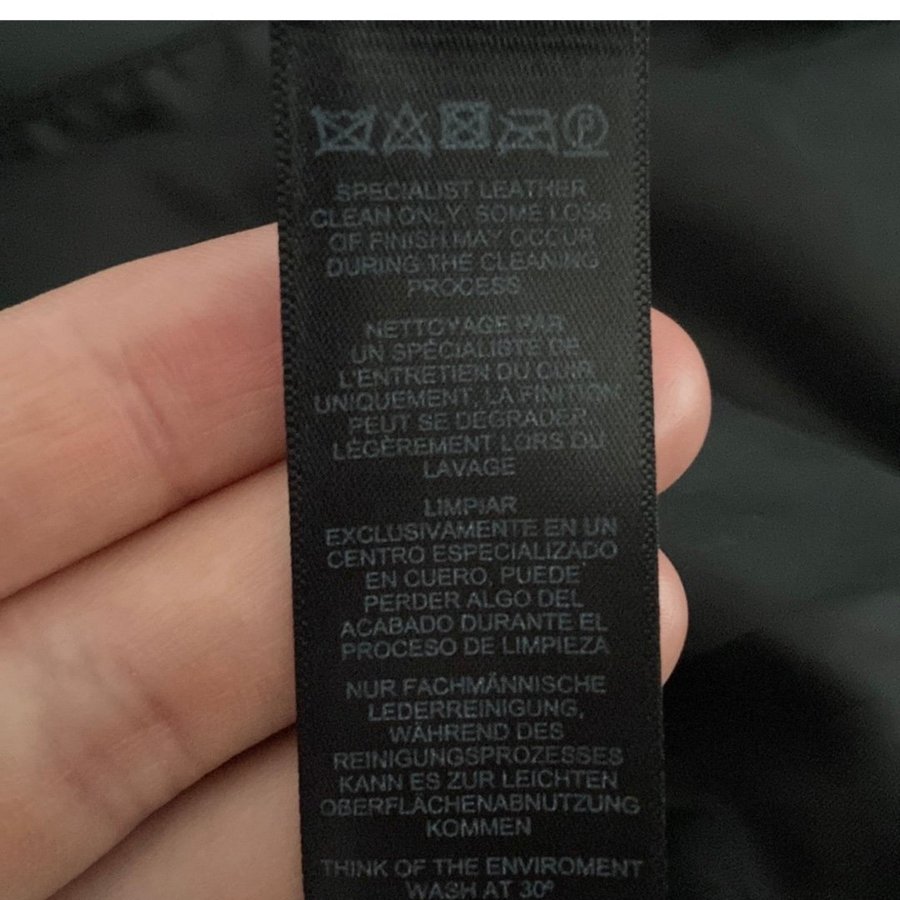 P
SPECIALIST LEATHER
CLEAN ONLY, SOME LOSS
OF FINISH MAY OCCUR
DURING THE CLEANING
PROCESS
NETTOYAGE PAR
UN SPÉCIALISTE DE
L'ENTRETIEN DU CUIR
UNIQUEMENT, LA FINITION
PEUT SE DÉGRADER
LÉGÈREMENT LORS DU
LAVAGE
LIMPIAR
EXCLUSIVAMENTE EN UN
CENTRO ESPECIALIZADO
EN CUERO, PUEDE
PERDER ALGO DEL
ACABADO DURANTE EL
PROCESO DE LIMPIEZA
NUR FACHMÄNNISCHE
LEDERREINIGUNG,
WÄHREND DES
REINIGUNGSPROZESSES
KANN ES ZUR LEICHTEN
OBERFLÄCHENABNUTZUNG
KOMMEN
THINK OF THE ENVIROMENT
WASH AT 30°